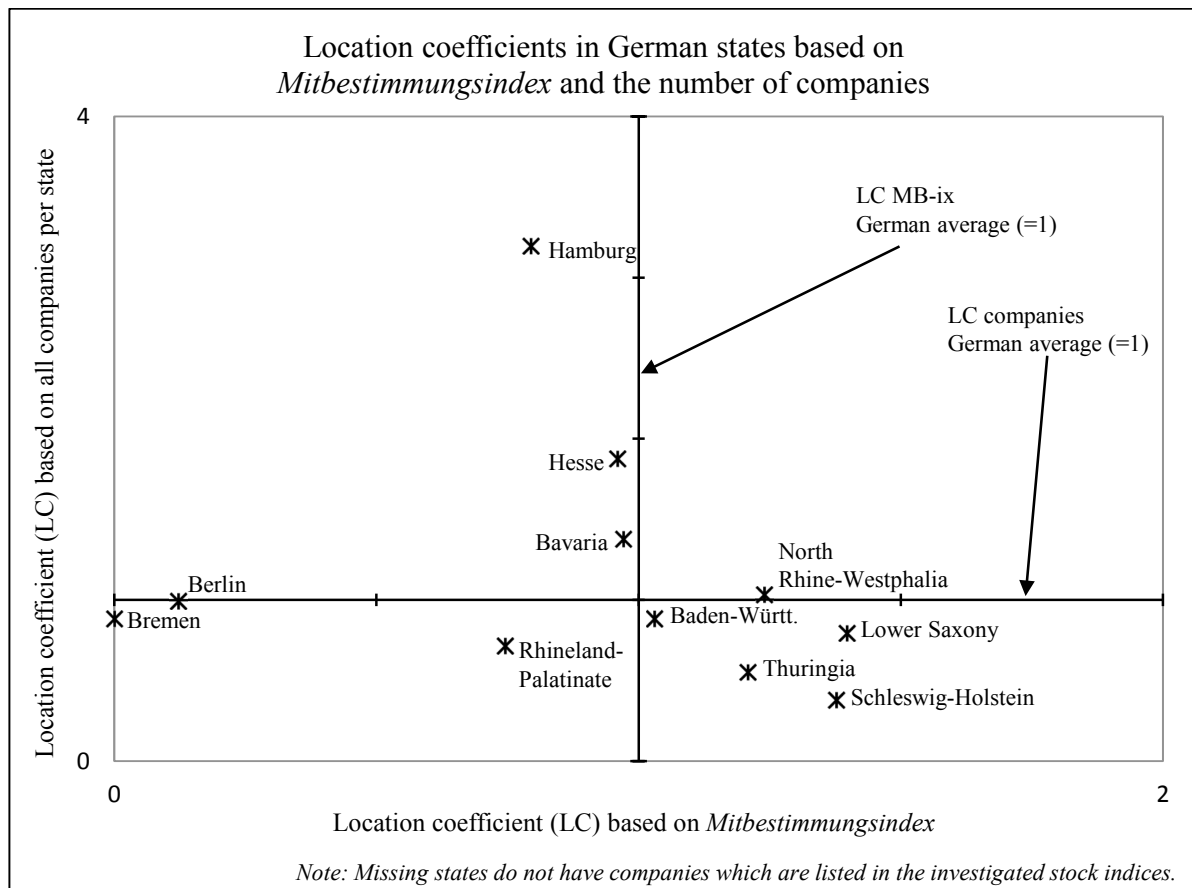 Location coefficients in German states based on
Mitbestimmungsindex and the number of companies
Location coefficient (LC) based on all companies per state
4
LC MB-ix
German average (=1)
Hamburg
LC companies
German average (=1)
Hesse
Bavaria
North
Rhine-Westphalia
Berlin
Bremen
Baden-Württ.
Lower Saxony
Rhineland-
Palatinate
Thuringia
Schleswig-Holstein
0
0
2
Location coefficient (LC) based on Mitbestimmungsindex
Note: Missing states do not have companies which are listed in the investigated stock indices.